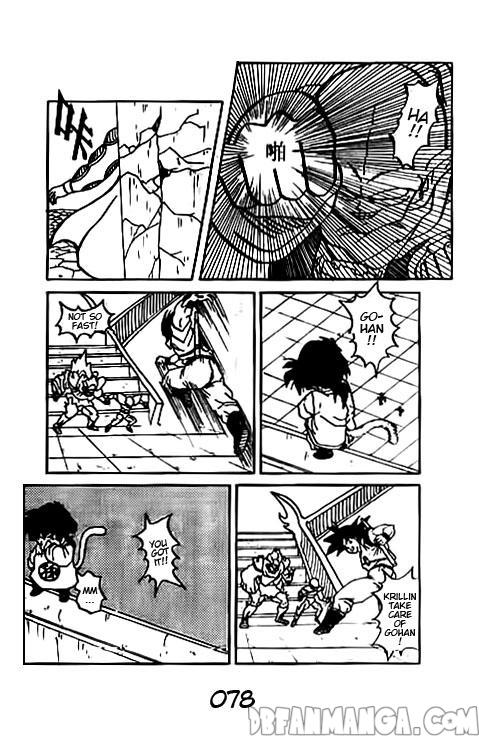 HA
!!
啪
GO-
HAN
!!
NOT SO
FAST!
KRILLIN
TAKE
CARE
OF
GOHAN
!
YOU
GOT
IT!!
MM
...
078
DBFANMANGA.COM